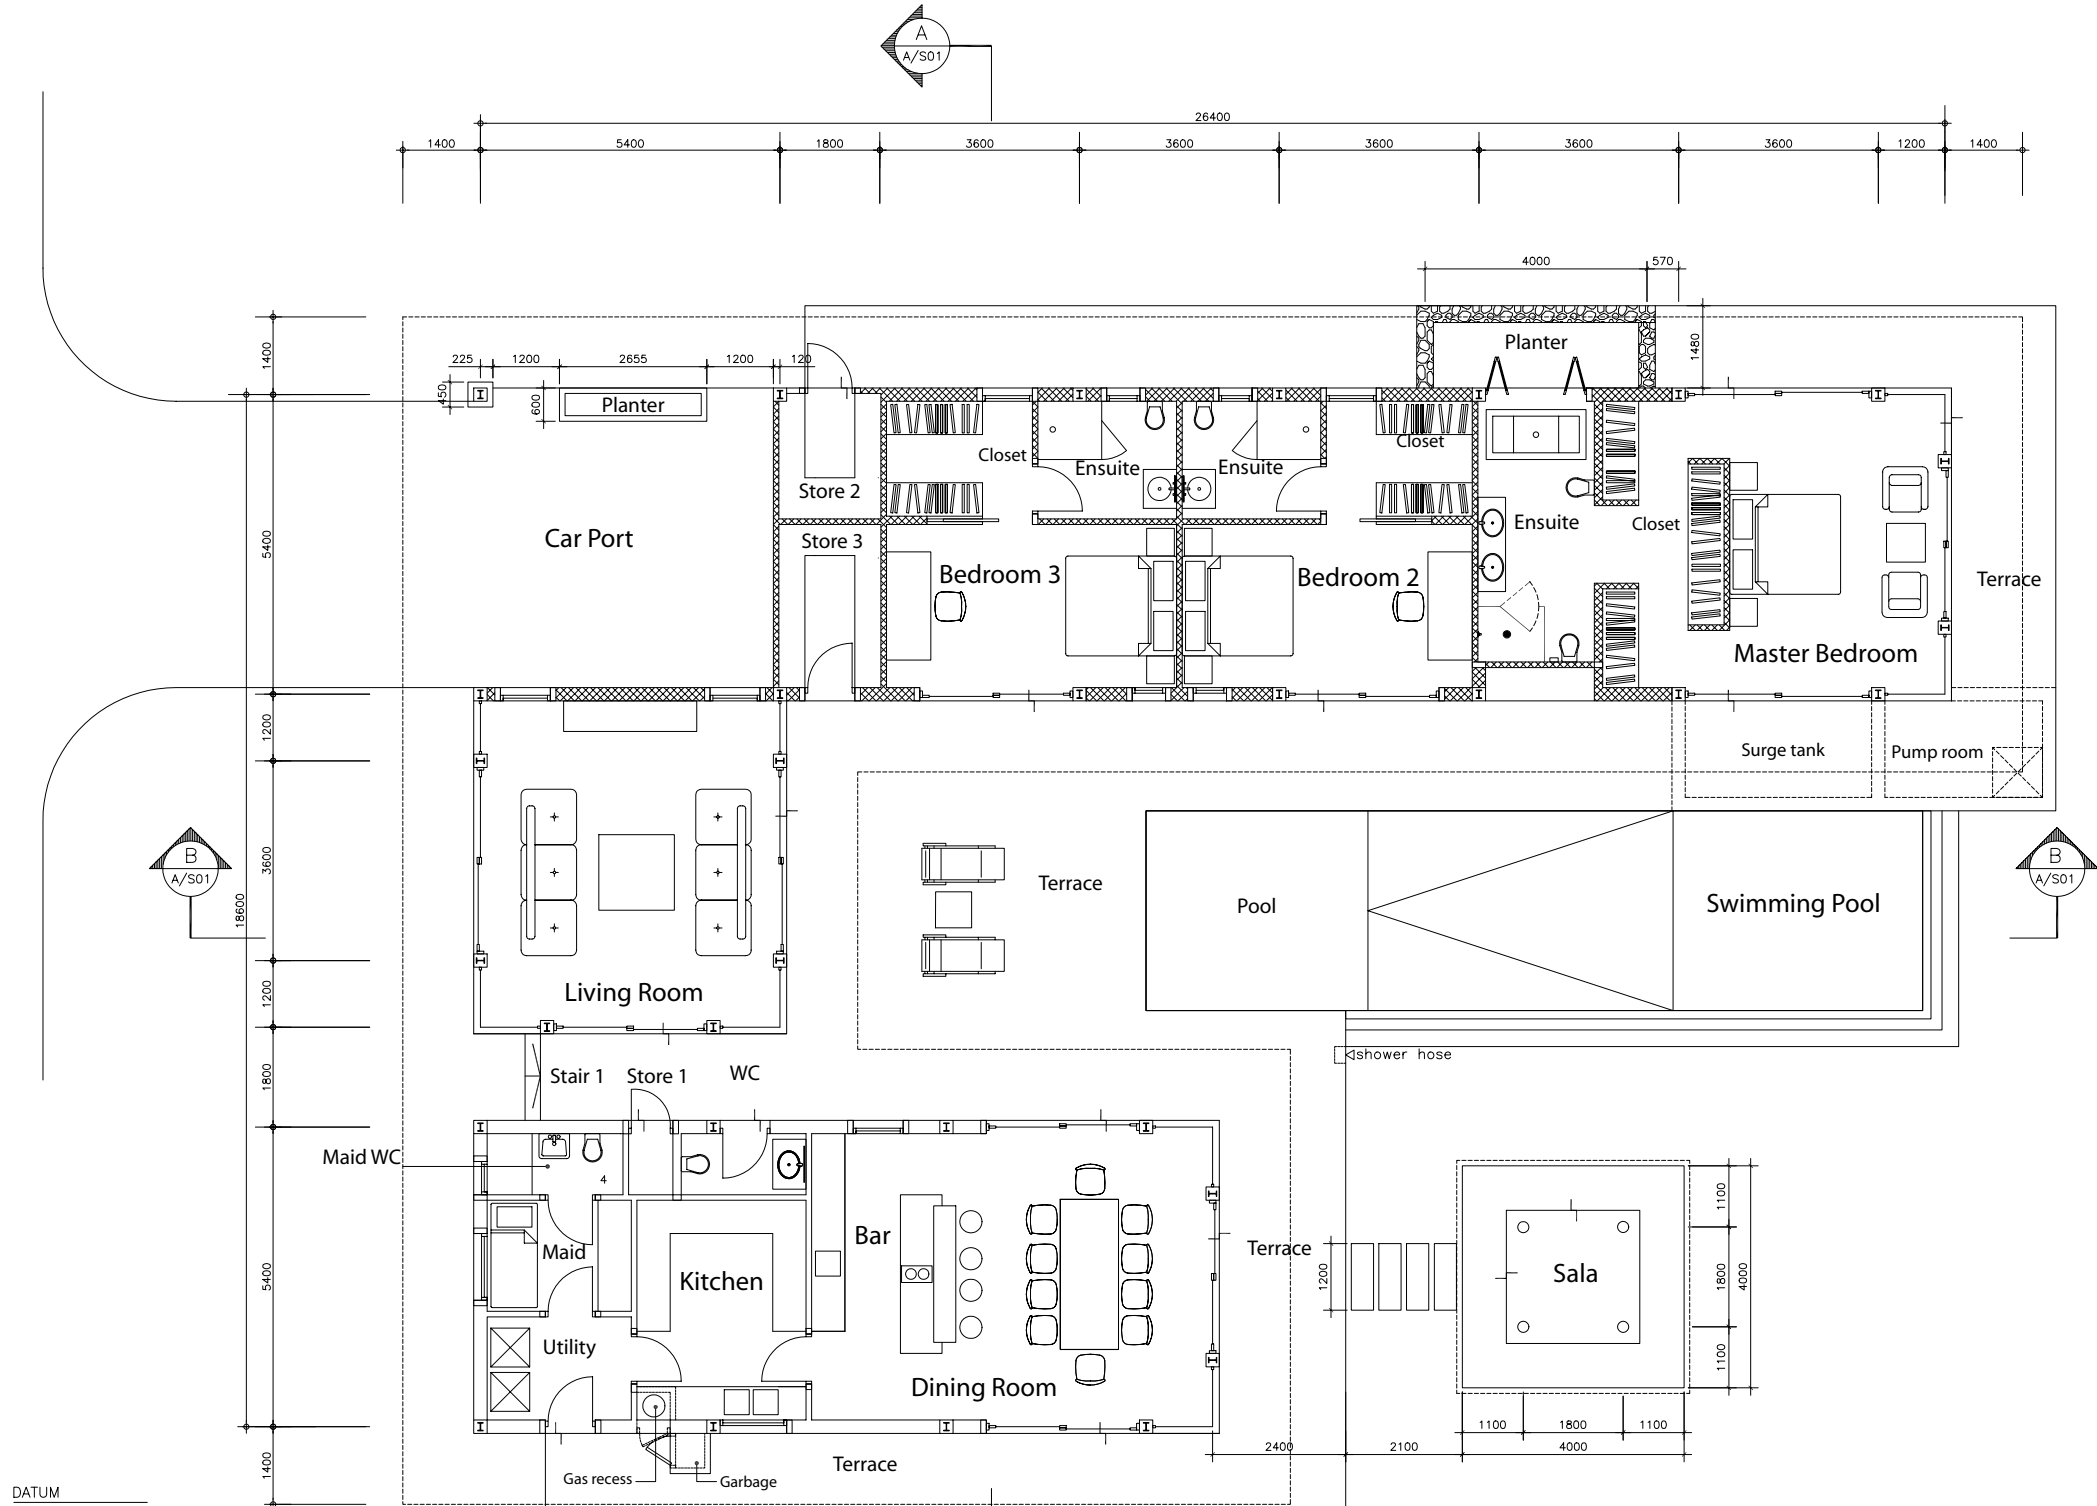 A
A/S01
26400
1400
5400
1800
3600
3600
3600
3600
3600
1200
1400
4000
570
1400
225
1200
2655
1200
120
450
600
1480
Planter
Planter
Closet
Ensuite
Ensuite
Closet
Store 2
Ensuite
Closet
Car Port
Store 3
5400
Bedroom 3
Bedroom 2
Terrace
Master Bedroom
1200
Surge tank
Pump room
B
A/S01
3600
18600
Terrace
Pool
Swimming Pool
B
A/S01
Living Room
1200
shower hose
1800
Stair 1
Store 1
WC
Maid WC
4
1100
Bar
Maid
Terrace
Kitchen
Sala
1200
1800
4000
5400
Utility
1100
Dining Room
1100
1800
1100
2400
2100
4000
1400
Terrace
Gas recess
Garbage
DATUM